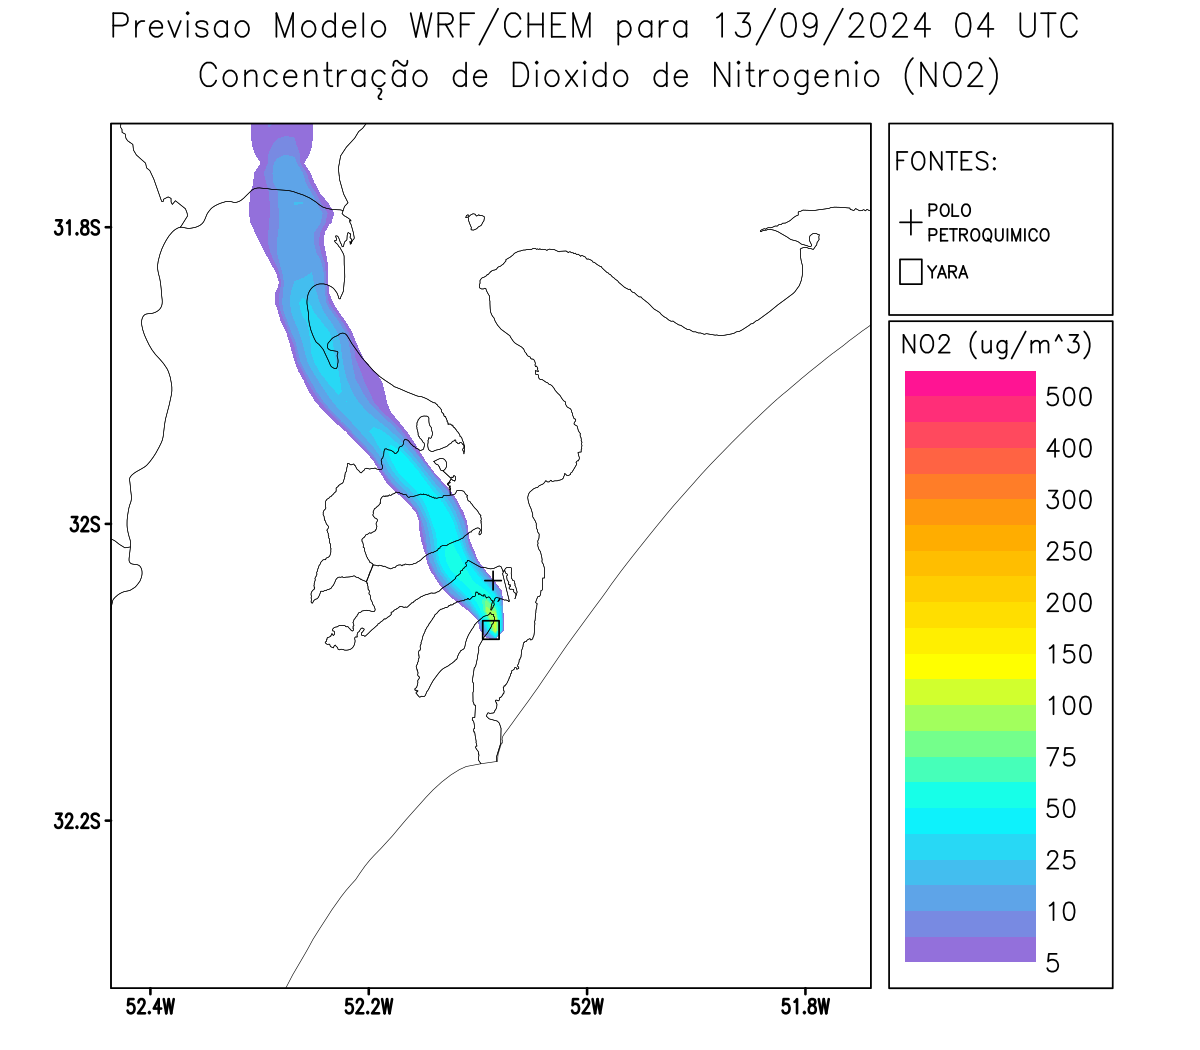 Previsao Modelo WRF/CHEM para 13/09/2024 04 UTC
Concentração de Dioxido de Nitrogenio (NO2)
FONTES:
POLO
PETROQUIMICO
YARA
NO2 (ug/m^3)
500
400
300
250
200
150
100
75
50
25
10
5
31.8S
32S
32.2S
52.4W
52.2W
52W
51.8W